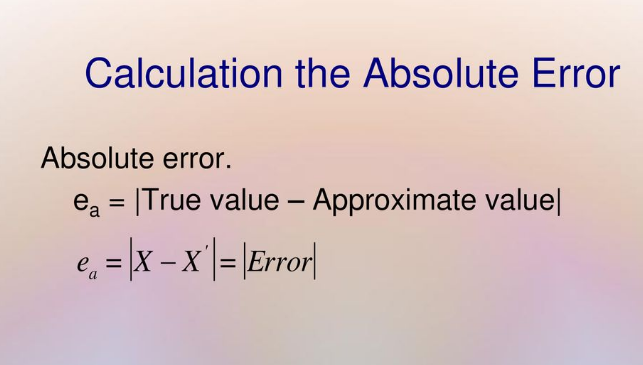 Calculation the Absolute Error
Absolute error.
eₐ = |True value – Approximate value|
eₐ = |X − X′| = |Error|